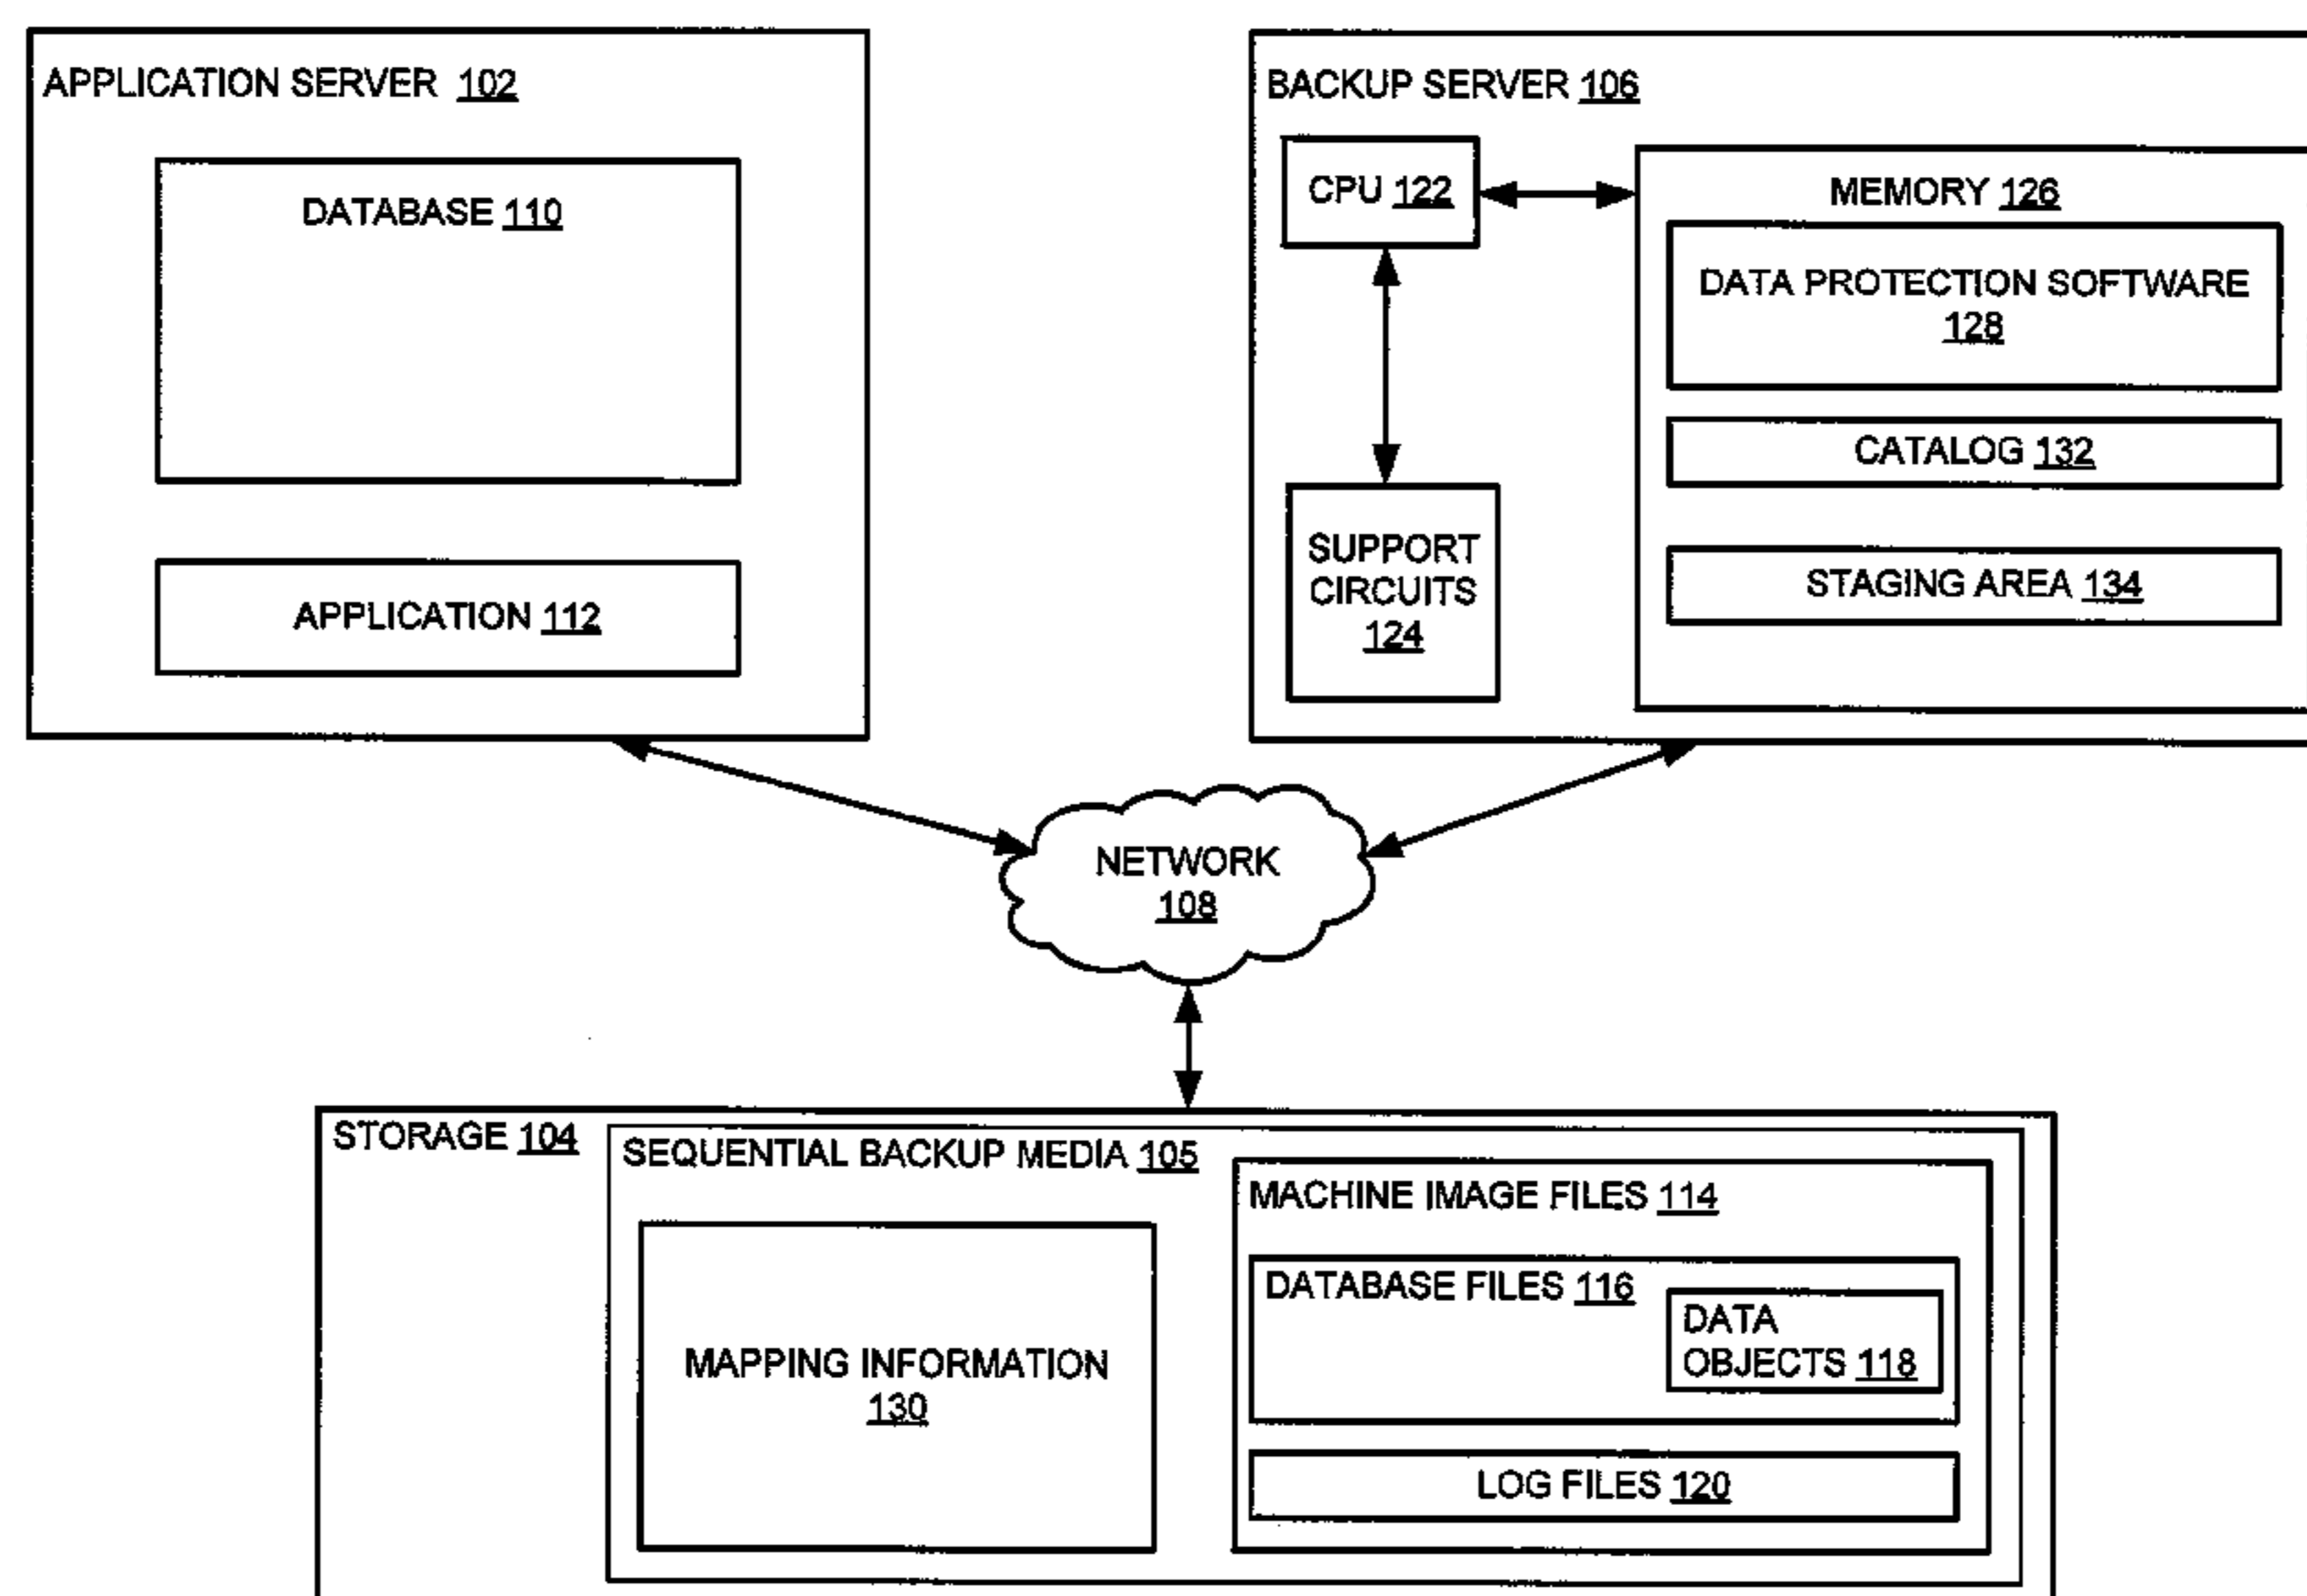 APPLICATION SERVER 102
DATABASE 110
APPLICATION 112
BACKUP SERVER 106
CPU 122
SUPPORT
CIRCUITS
124
MEMORY 126
DATA PROTECTION SOFTWARE
128
CATALOG 132
STAGING AREA 134
NETWORK
108
STORAGE 104
SEQUENTIAL BACKUP MEDIA 105
MAPPING INFORMATION
130
MACHINE IMAGE FILES 114
DATABASE FILES 116
DATA
OBJECTS 118
LOG FILES 120